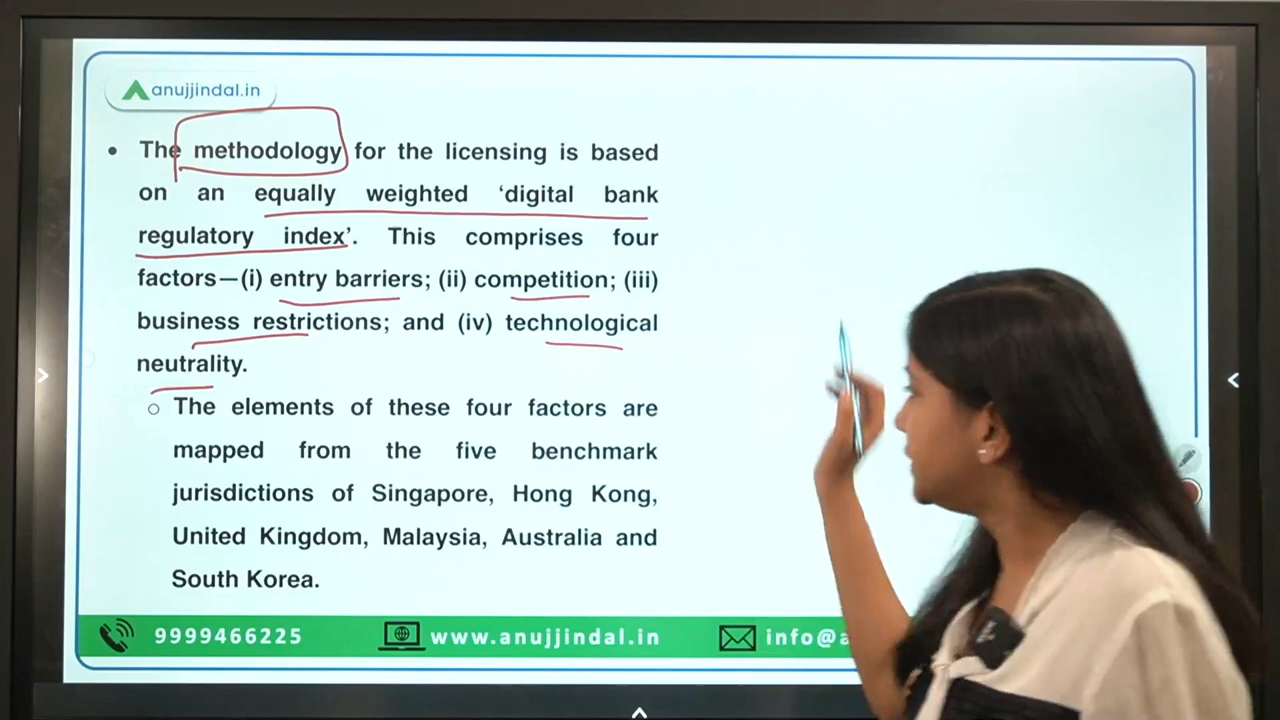 anujjindal.in
• The methodology for the licensing is based
on an equally weighted ‘digital bank
regulatory index’. This comprises four
factors—(i) entry barriers; (ii) competition; (iii)
business restrictions; and (iv) technological
neutrality.
○ The elements of these four factors are
mapped from the five benchmark
jurisdictions of Singapore, Hong Kong,
United Kingdom, Malaysia, Australia and
South Korea.
9999466225 www.anujjindal.in info@a